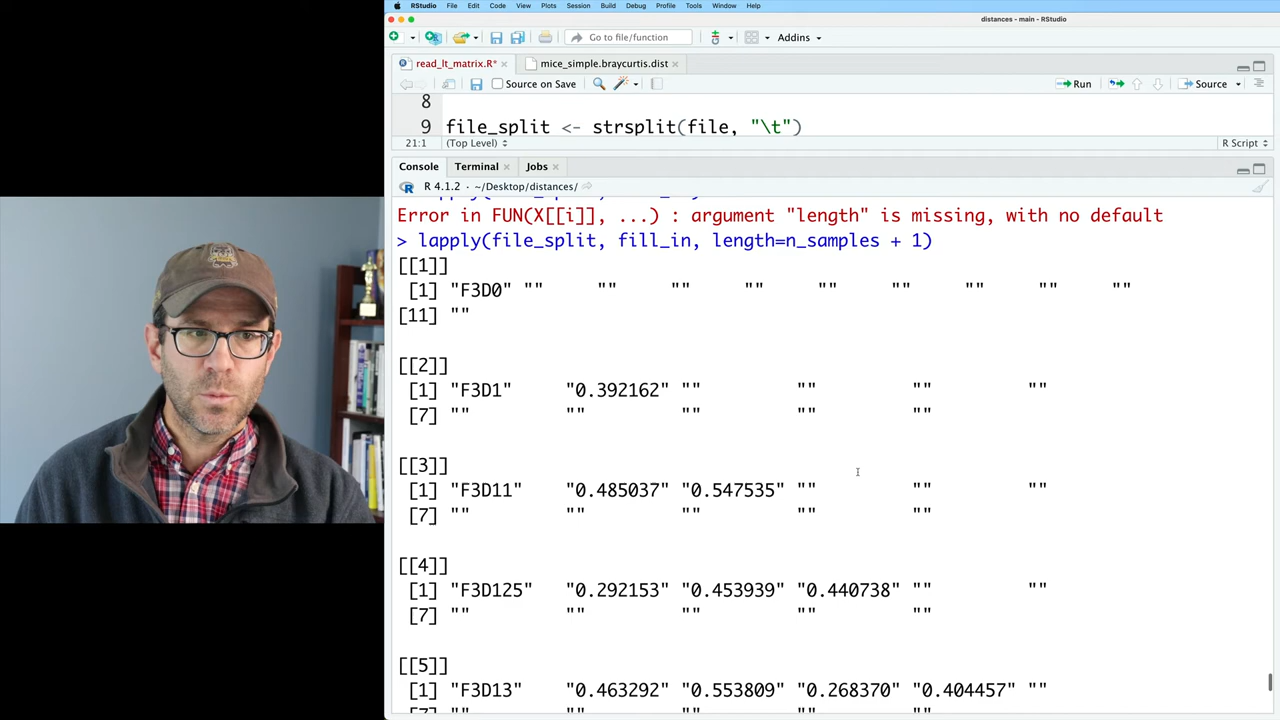 RStudio File Edit Code View Plots Session Build Debug Profile Tools Window Help
distances - main - RStudio
Go to file/function Addins
read_lt_matrix.R* mice_simple.braycurtis.dist
Source on Save Run Source
8
9 file_split <- strsplit(file, "\t")
21:1 (Top Level) R Script
Console Terminal Jobs
R 4.1.2 · ~/Desktop/distances/
Error in FUN(X[[i]], ...) : argument "length" is missing, with no default
> lapply(file_split, fill_in, length=n_samples + 1)
[[1]]
[1] "F3D0" "" "" "" "" "" "" "" "" ""
[11] ""
[[2]]
[1] "F3D1" "0.392162" "" "" "" ""
[7] "" "" "" "" ""
[[3]]
[1] "F3D11" "0.485037" "0.547535" "" "" ""
[7] "" "" "" "" ""
[[4]]
[1] "F3D125" "0.292153" "0.453939" "0.440738" "" ""
[7] "" "" "" "" ""
[[5]]
[1] "F3D13" "0.463292" "0.553809" "0.268370" "0.404457" ""